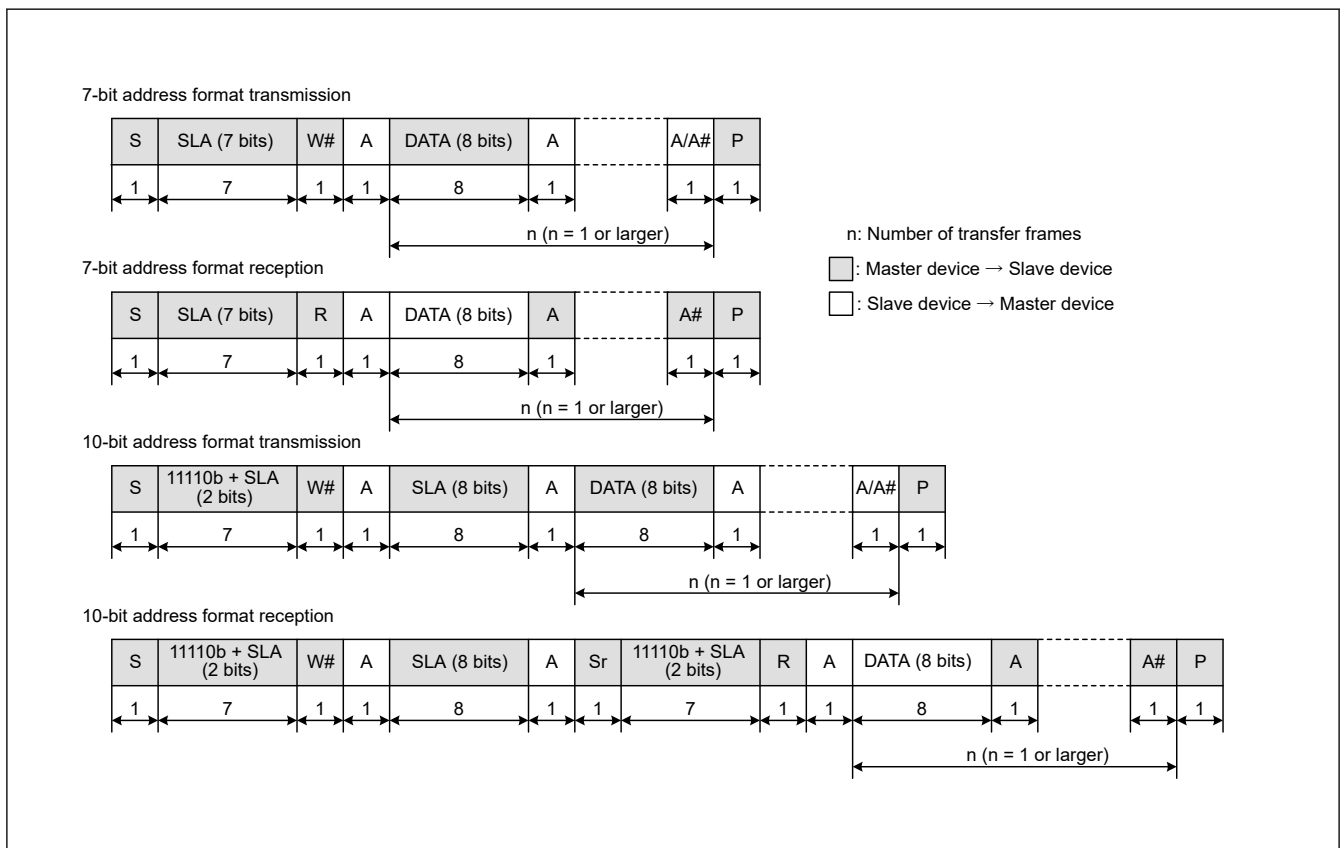 7-bit address format transmission
S SLA (7 bits) W# A DATA (8 bits) A A/A# P
1 7 1 1 8 1 1 1
n (n = 1 or larger)
n: Number of transfer frames
: Master device → Slave device
: Slave device → Master device
7-bit address format reception
S SLA (7 bits) R A DATA (8 bits) A A# P
1 7 1 1 8 1 1 1
n (n = 1 or larger)
10-bit address format transmission
S 11110b + SLA (2 bits) W# A SLA (8 bits) A DATA (8 bits) A A/A# P
1 7 1 1 8 1 8 1 1 1
n (n = 1 or larger)
10-bit address format reception
S 11110b + SLA (2 bits) W# A SLA (8 bits) A Sr 11110b + SLA (2 bits) R A DATA (8 bits) A A# P
1 7 1 1 8 1 1 7 1 1 8 1 1 1
n (n = 1 or larger)